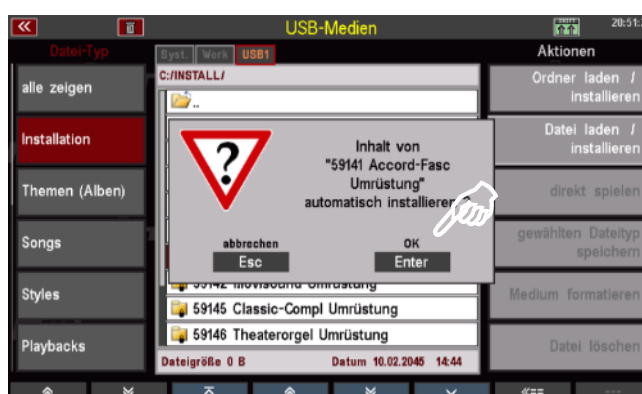 USB-Medien
20:51:
Datei-Typ
Syst. Work USB1
Aktionen
C:/INSTALL/
..
alle zeigen
Installation
Themen (Alben)
Songs
Styles
Playbacks
Inhalt von
"59141 Accord-Fasc
Umrüstung"
automatisch installieren
abbrechen
Esc
OK
Enter
Umrüstung
59145 Classic-Compl Umrüstung
59146 Theaterorgel Umrüstung
Dateigröße 0 B
Datum 10.02.2045 14:44
Ordner laden /
installieren
Datei laden /
installieren
direkt spielen
gewählten Dateityp
speichern
Medium formatieren
Datei löschen